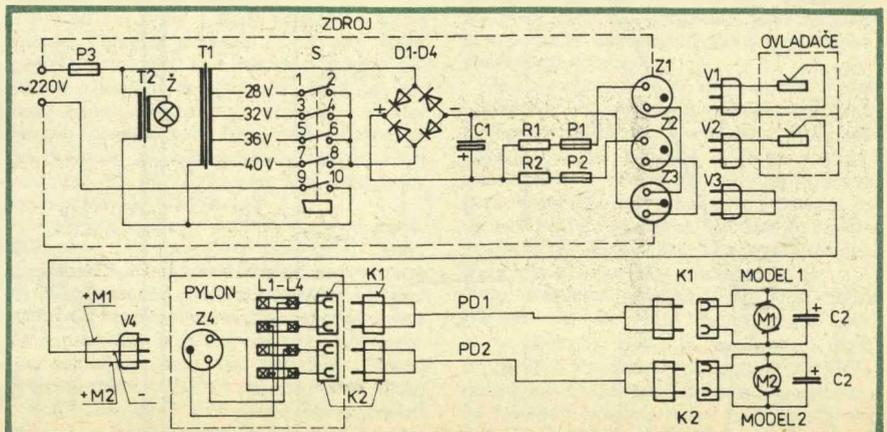 ZDROJ
P3
T2
Ž
T1
S
D1-D4
~220V
28V
32V
36V
40V
1 2
3 4
5 6
7 8
9 10
+
C1
+
R1
P1
R2
P2
Z1
Z2
Z3
OVLADAČE
V1
V2
V3
+M1
V4
+M2
-
PYLON
L1-L4
Z4
K1
K2
PD1
PD2
K1
MODEL 1
M1
+
C2
M2
+
C2
K2
MODEL 2